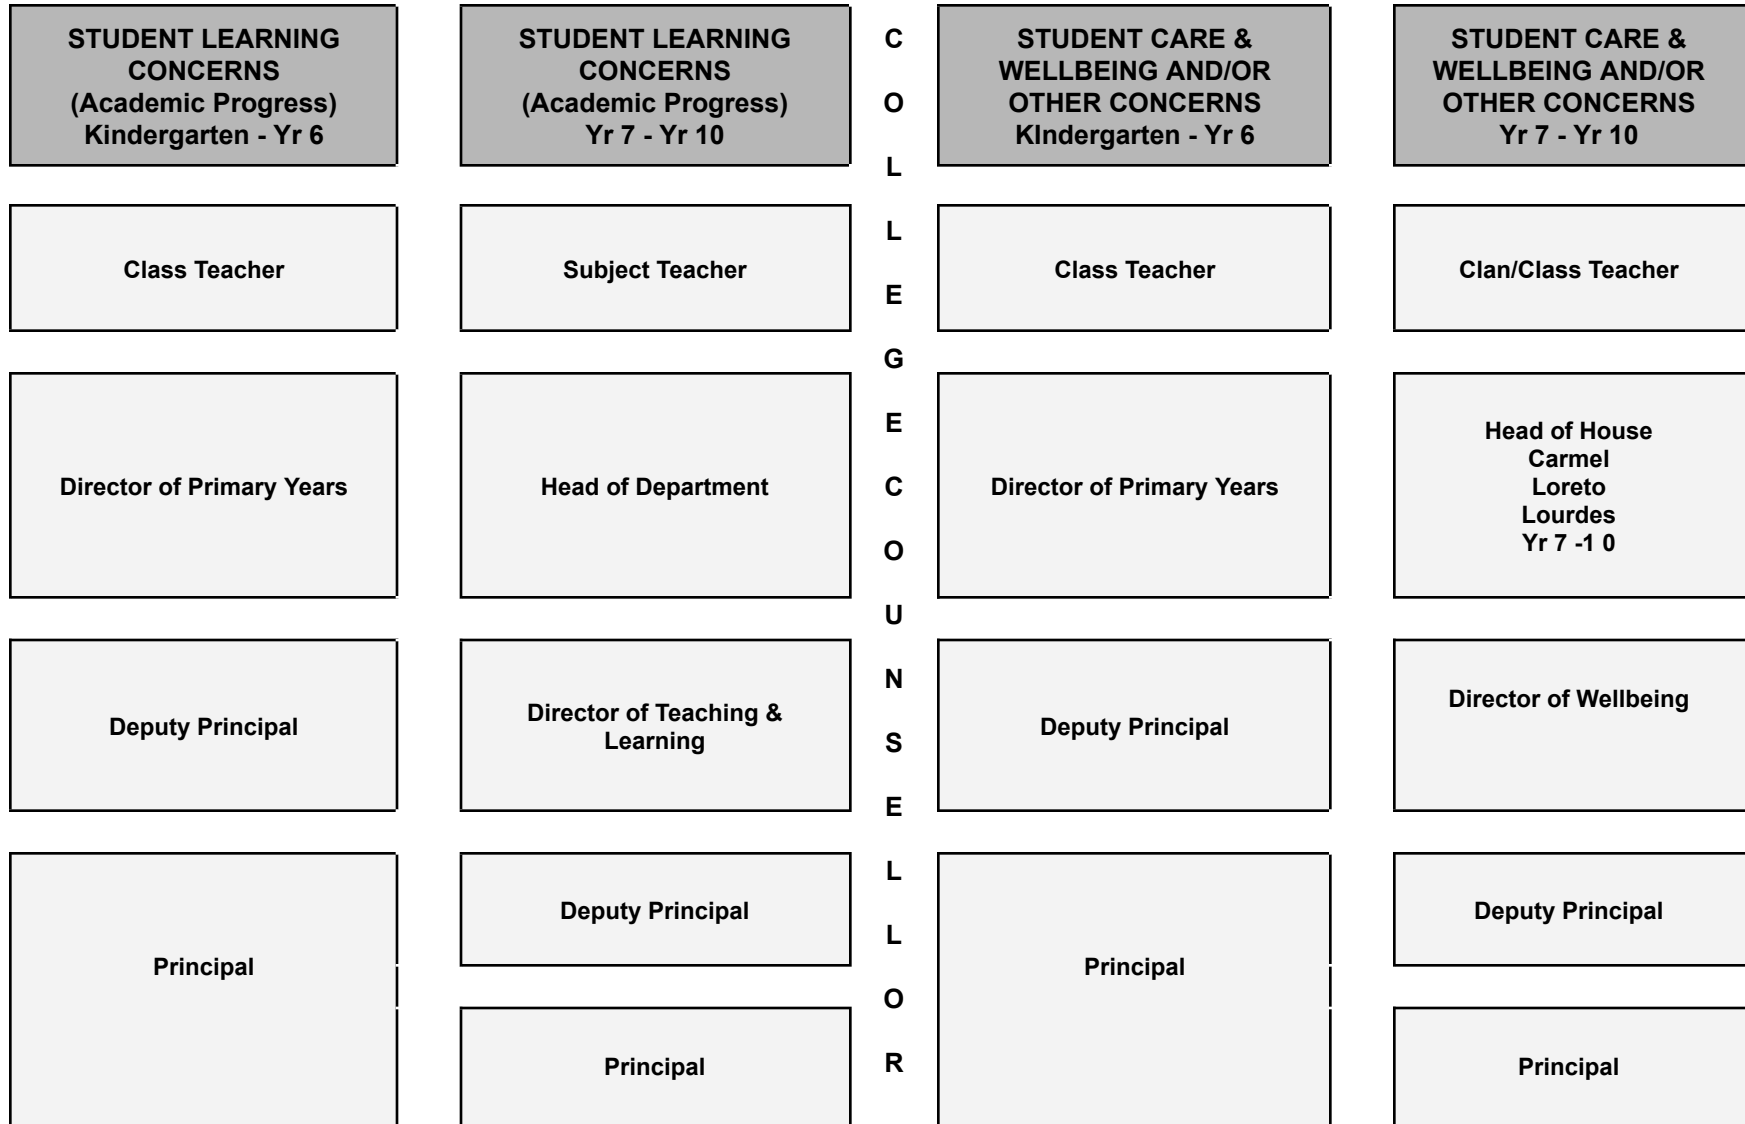 STUDENT LEARNING
CONCERNS
(Academic Progress)
Kindergarten - Yr 6
Class Teacher
Director of Primary Years
Deputy Principal
Principal
STUDENT LEARNING
CONCERNS
(Academic Progress)
Yr 7 - Yr 10
Subject Teacher
Head of Department
Director of Teaching &
Learning
Deputy Principal
Principal
C
O
L
L
E
G
E
C
O
U
N
S
E
L
L
O
R
STUDENT CARE &
WELLBEING AND/OR
OTHER CONCERNS
KIndergarten - Yr 6
Class Teacher
Director of Primary Years
Deputy Principal
Principal
STUDENT CARE &
WELLBEING AND/OR
OTHER CONCERNS
Yr 7 - Yr 10
Clan/Class Teacher
Head of House
Carmel
Loreto
Lourdes
Yr 7 -1 0
Director of Wellbeing
Deputy Principal
Principal